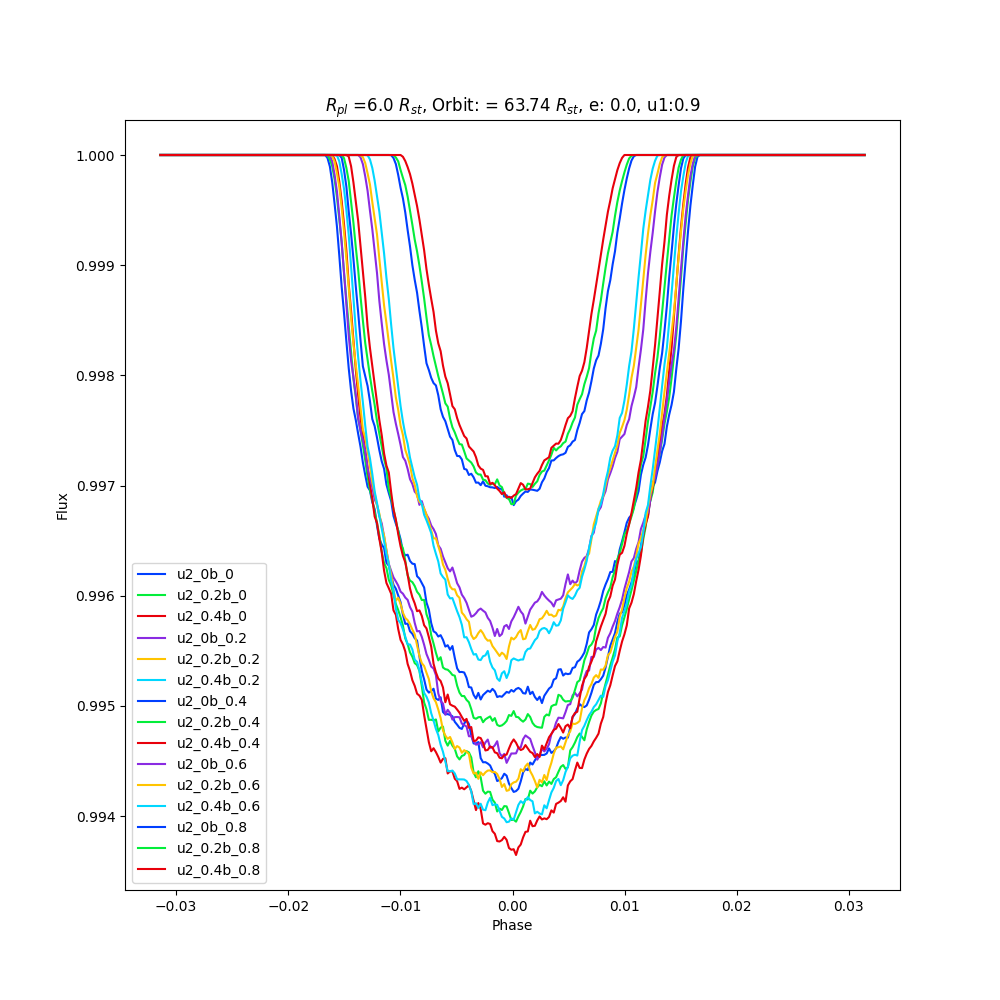 R_pl =6.0 R_st, Orbit: = 63.74 R_st, e: 0.0, u1:0.9
1.000
0.999
0.998
0.997
0.996
0.995
0.994
Flux
u2_0b_0
u2_0.2b_0
u2_0.4b_0
u2_0b_0.2
u2_0.2b_0.2
u2_0.4b_0.2
u2_0b_0.4
u2_0.2b_0.4
u2_0.4b_0.4
u2_0b_0.6
u2_0.2b_0.6
u2_0.4b_0.6
u2_0b_0.8
u2_0.2b_0.8
u2_0.4b_0.8
−0.03 −0.02 −0.01 0.00 0.01 0.02 0.03
Phase